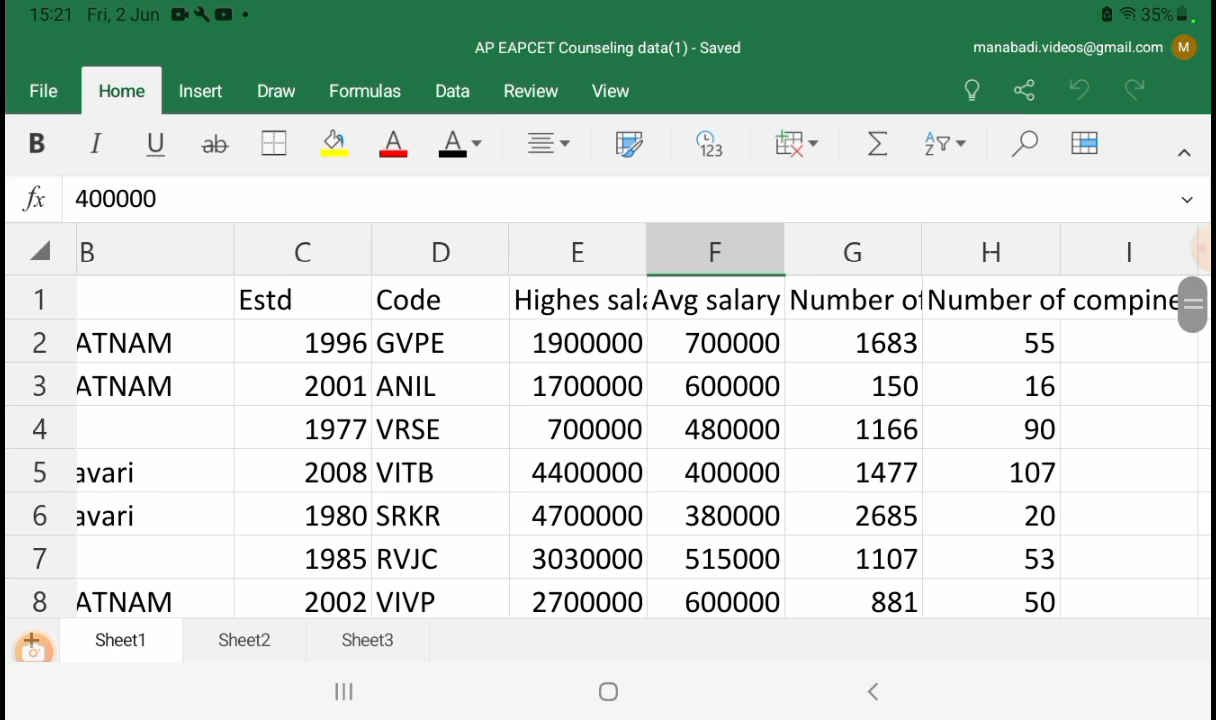 15:21 Fri, 2 Jun 35%
AP EAPCET Counseling data(1) - Saved manabadi.videos@gmail.com M
File Home Insert Draw Formulas Data Review View
B I U ab A A 123 Σ A Z
fx 400000
B C D E F G H I
1 Estd Code Highes sal Avg salary Number of Number of compine
2 ATNAM 1996 GVPE 1900000 700000 1683 55
3 ATNAM 2001 ANIL 1700000 600000 150 16
4 1977 VRSE 700000 480000 1166 90
5 avari 2008 VITB 4400000 400000 1477 107
6 avari 1980 SRKR 4700000 380000 2685 20
7 1985 RVJC 3030000 515000 1107 53
8 ATNAM 2002 VIVP 2700000 600000 881 50
Sheet1 Sheet2 Sheet3